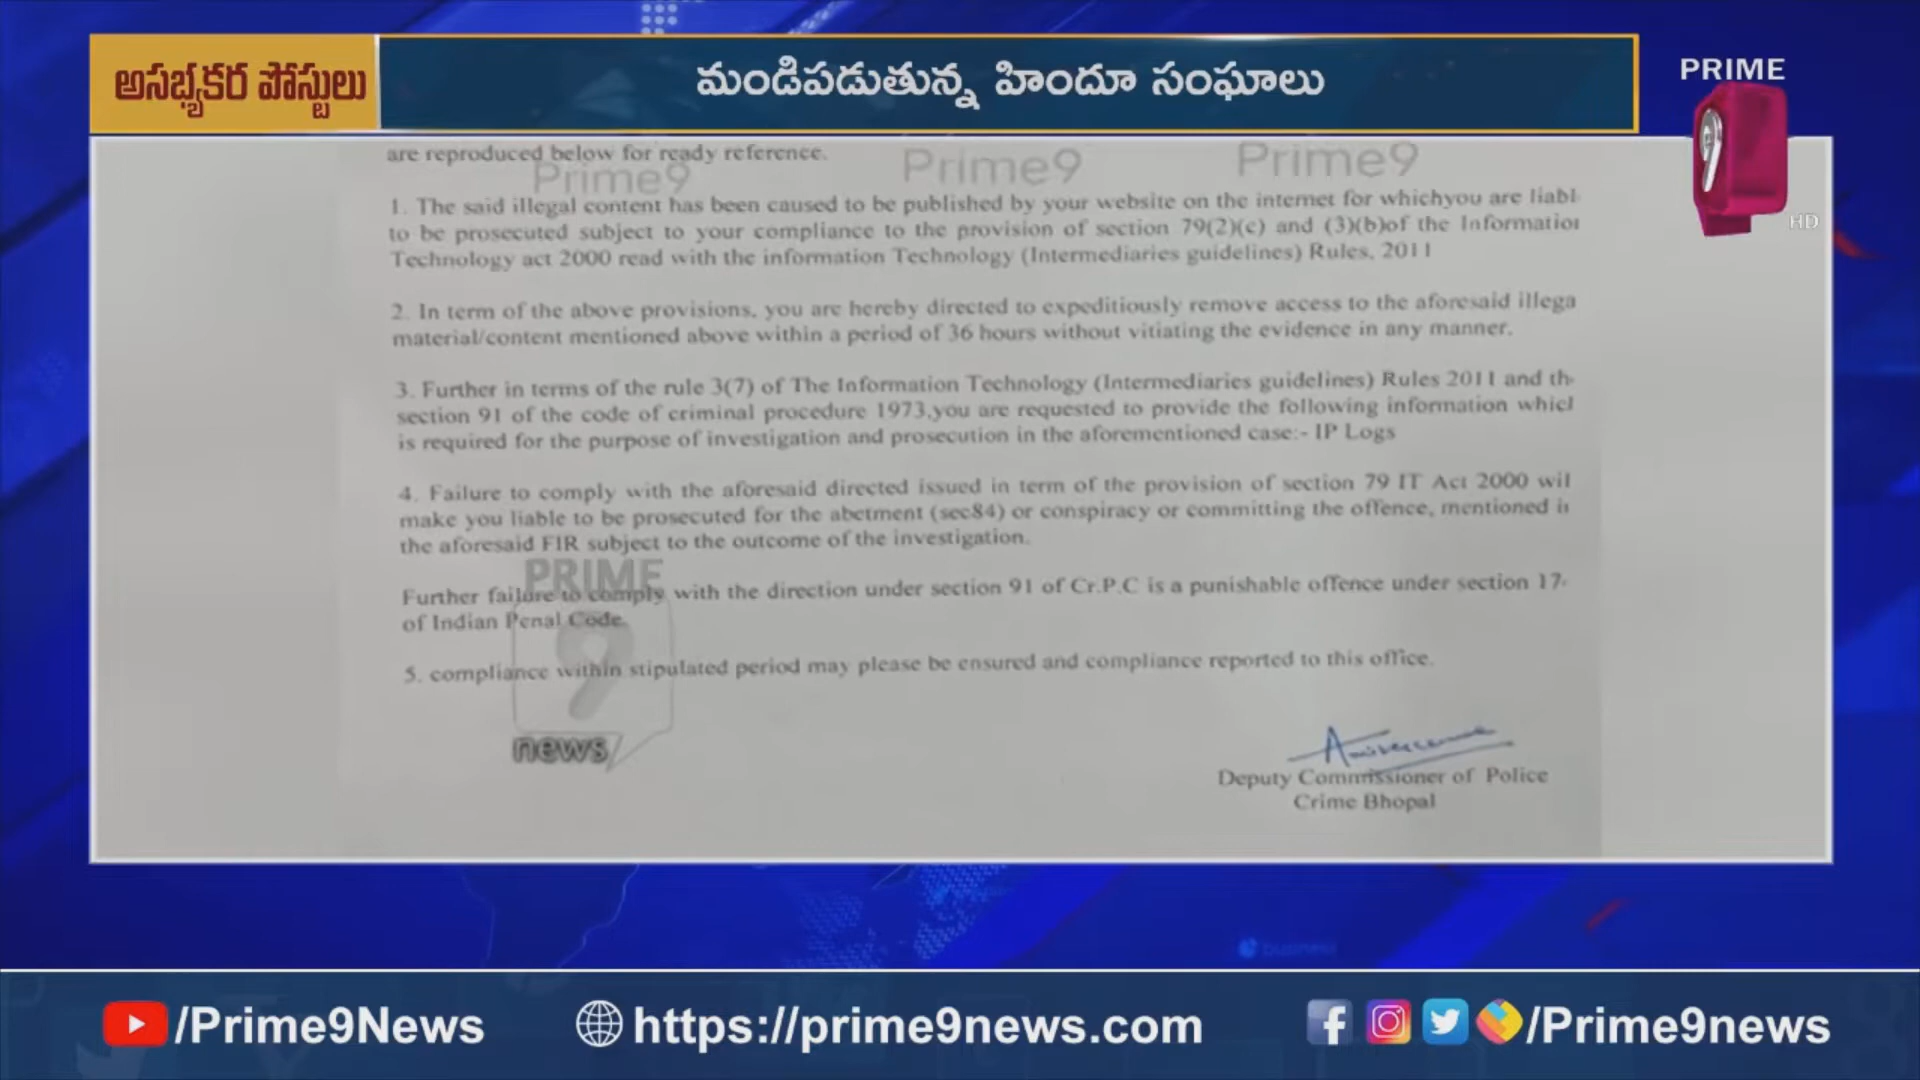 అసభ్యకర పోస్టులు
మండిపడుతున్న హిందూ సంఘాలు
PRIME
9
HD
are reproduced below for ready reference.
Prime9
Prime9
Prime9
1. The said illegal content has been caused to be published by your website on the internet for whichyou are liabl
to be prosecuted subject to your compliance to the provision of section 79(2)(c) and (3)(b)of the Information
Technology act 2000 read with the information Technology (Intermediaries guidelines) Rules, 2011
2. In term of the above provisions, you are hereby directed to expeditiously remove access to the aforesaid illega
material/content mentioned above within a period of 36 hours without vitiating the evidence in any manner.
3. Further in terms of the rule 3(7) of The Information Technology (Intermediaries guidelines) Rules 2011 and th
section 91 of the code of criminal procedure 1973,you are requested to provide the following information which
is required for the purpose of investigation and prosecution in the aforementioned case:- IP Logs
4. Failure to comply with the aforesaid directed issued in term of the provision of section 79 IT Act 2000 wil
make you liable to be prosecuted for the abetment (sec84) or conspiracy or committing the offence, mentioned in
the aforesaid FIR subject to the outcome of the investigation.
PRIME
Further failure to comply with the direction under section 91 of Cr.P.C is a punishable offence under section 17
of Indian Penal Code.
9
5. compliance within stipulated period may please be ensured and compliance reported to this office.
news
Deputy Commissioner of Police
Crime Bhopal
business
/Prime9News
https://prime9news.com
/Prime9news